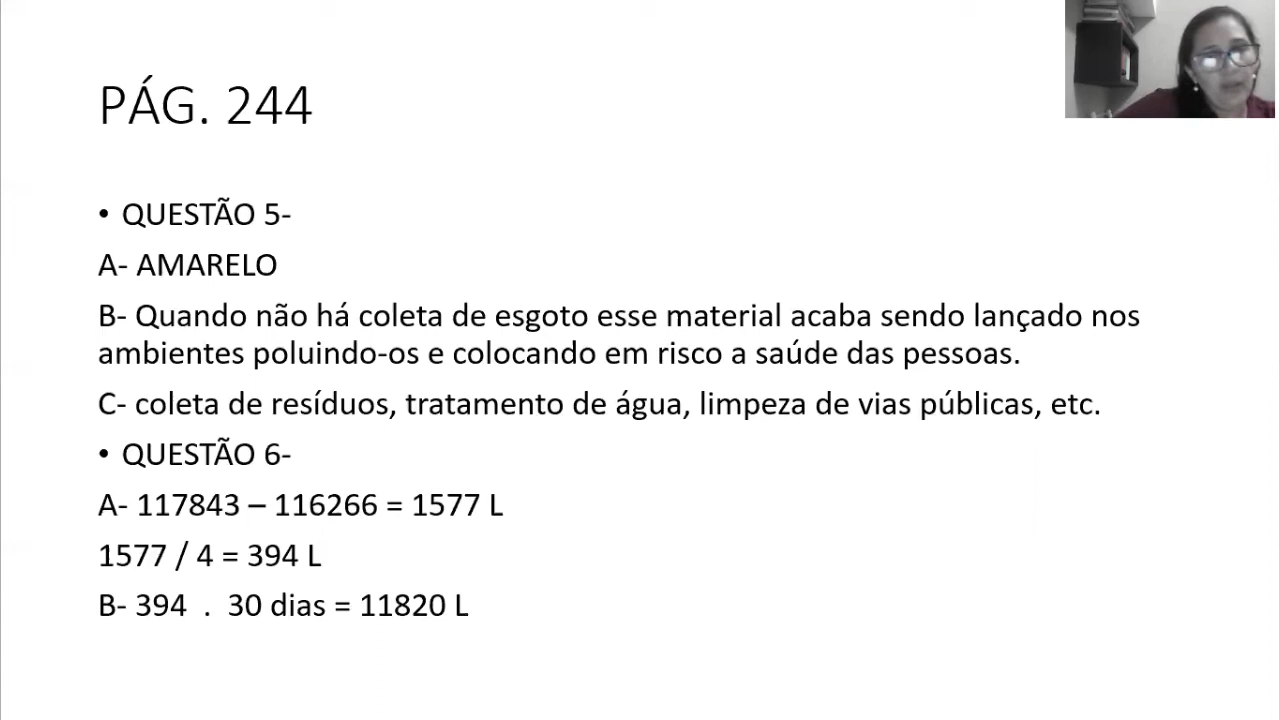 PÁG. 244
• QUESTÃO 5-
A- AMARELO
B- Quando não há coleta de esgoto esse material acaba sendo lançado nos
ambientes poluindo-os e colocando em risco a saúde das pessoas.
C- coleta de resíduos, tratamento de água, limpeza de vias públicas, etc.
• QUESTÃO 6-
A- 117843 – 116266 = 1577 L
1577 / 4 = 394 L
B- 394 . 30 dias = 11820 L